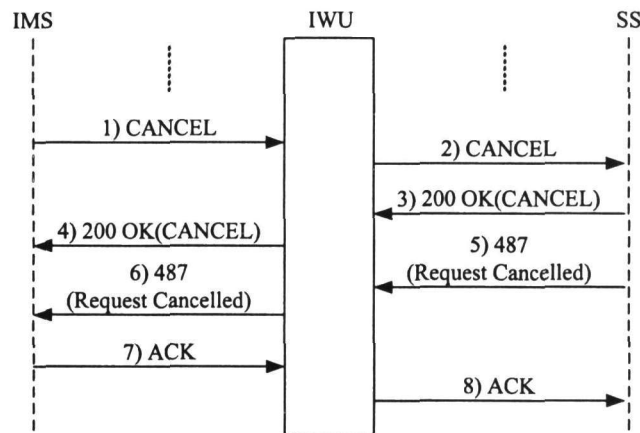 IMS
IWU
SS
1) CANCEL
2) CANCEL
3) 200 OK(CANCEL)
4) 200 OK(CANCEL)
5) 487
(Request Cancelled)
6) 487
(Request Cancelled)
7) ACK
8) ACK